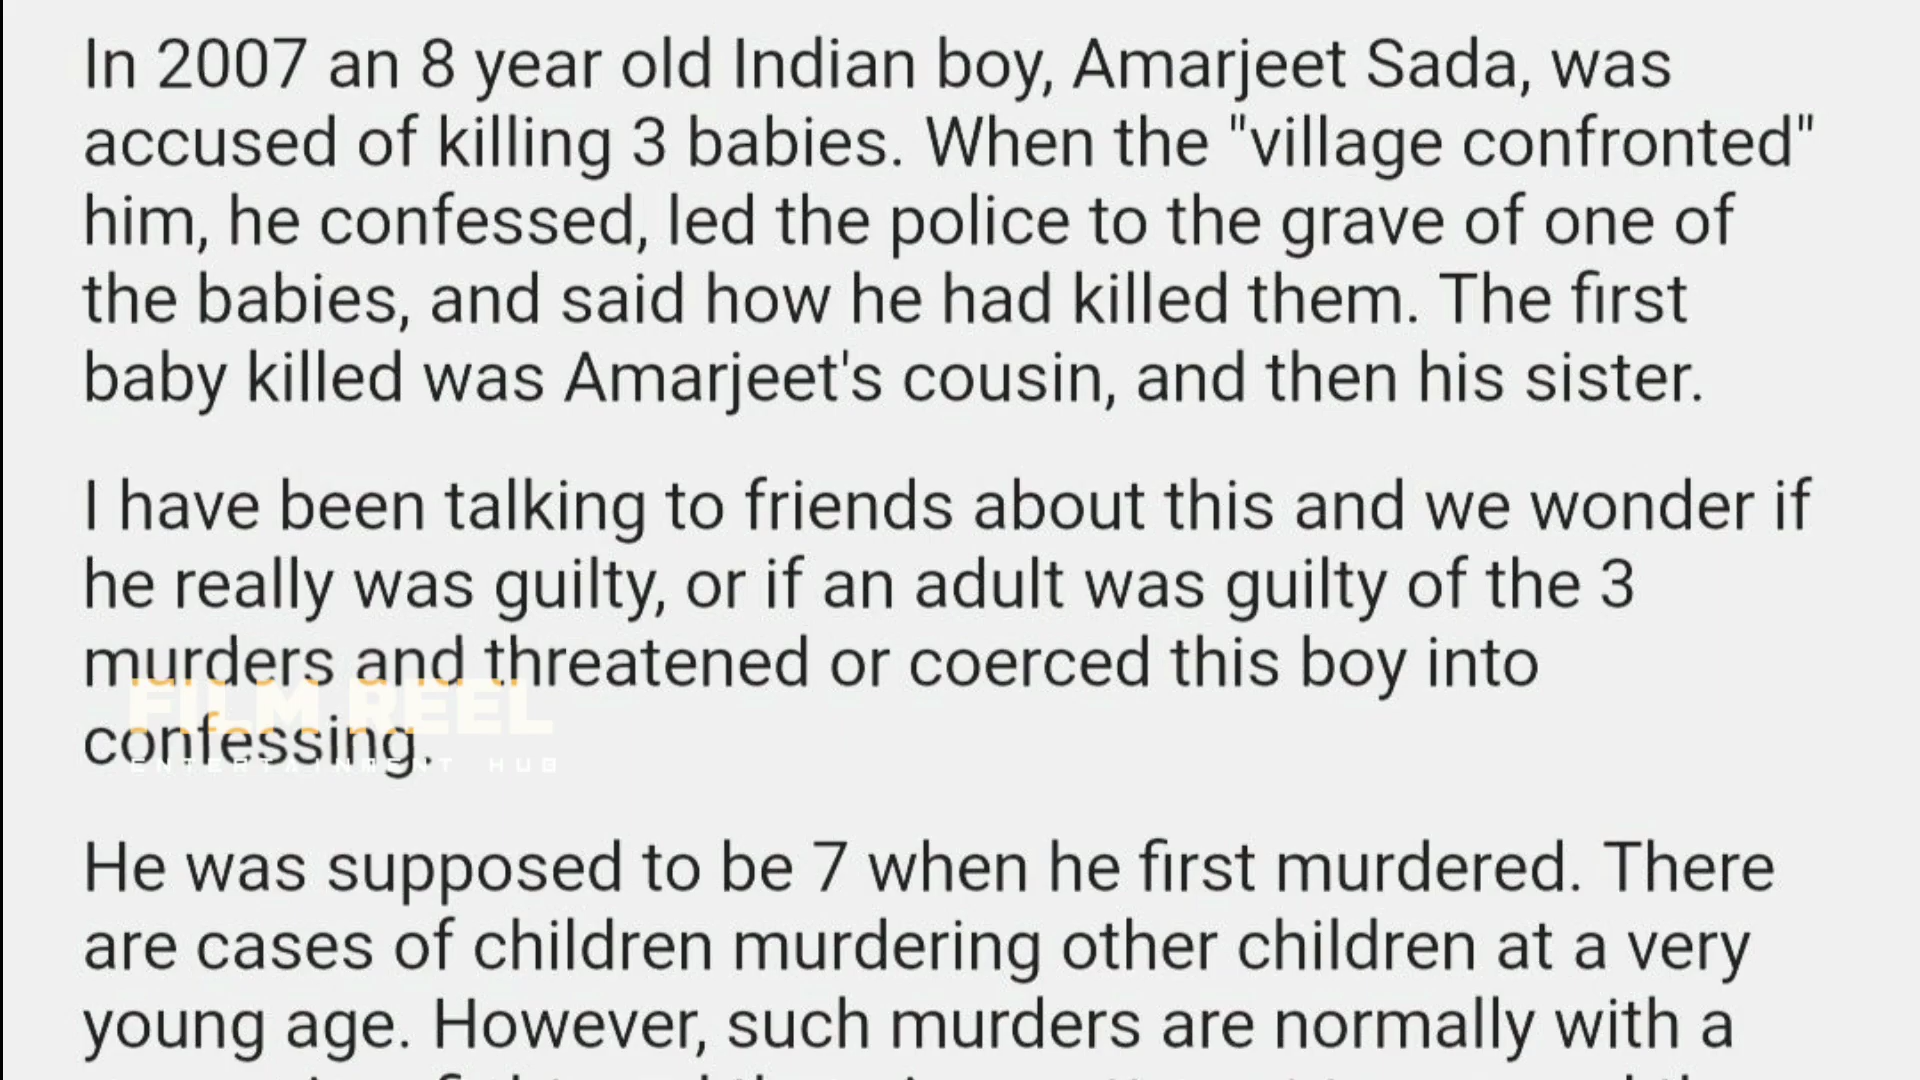 In 2007 an 8 year old Indian boy, Amarjeet Sada, was
accused of killing 3 babies. When the "village confronted"
him, he confessed, led the police to the grave of one of
the babies, and said how he had killed them. The first
baby killed was Amarjeet's cousin, and then his sister.
I have been talking to friends about this and we wonder if
he really was guilty, or if an adult was guilty of the 3
murders and threatened or coerced this boy into
confessing.
FILM REEL
ENTERTAINMENT HUB
He was supposed to be 7 when he first murdered. There
are cases of children murdering other children at a very
young age. However, such murders are normally with a